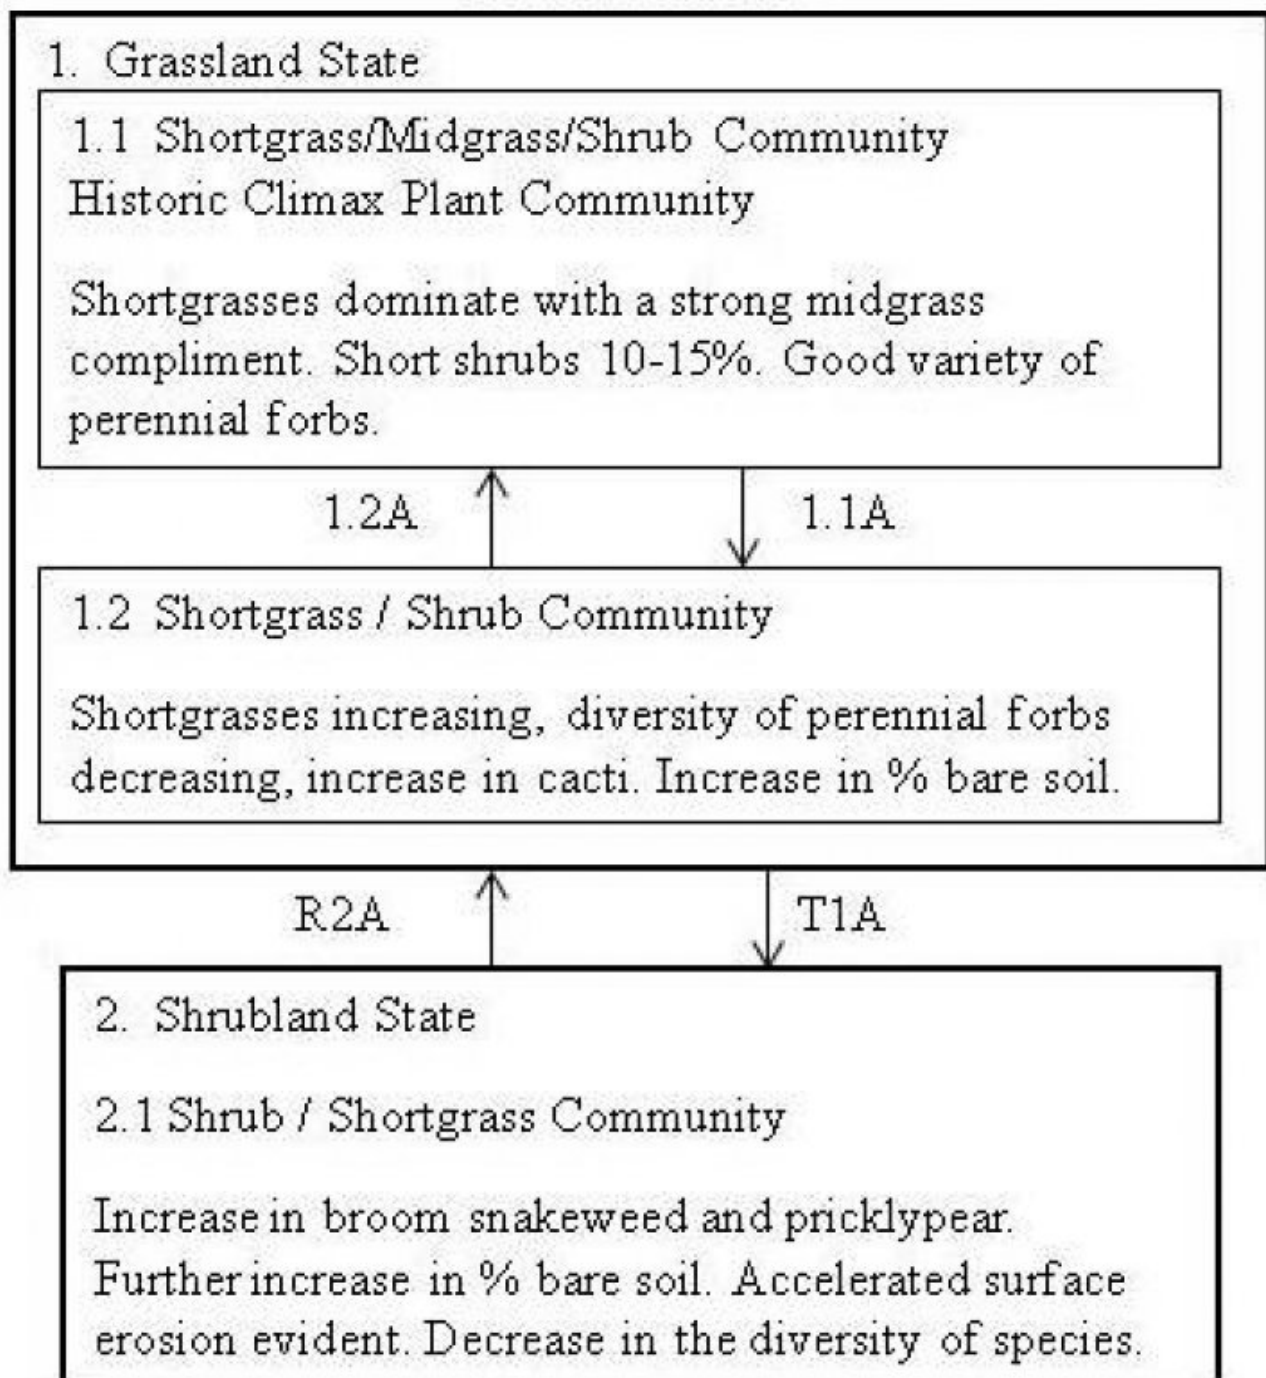 1. Grassland State
1.1 Shortgrass/Midgrass/Shrub Community
Historic Climax Plant Community
Shortgrasses dominate with a strong midgrass
compliment. Short shrubs 10-15%. Good variety of
perennial forbs.
1.2A
1.1A
1.2 Shortgrass / Shrub Community
Shortgrasses increasing, diversity of perennial forbs
decreasing, increase in cacti. Increase in % bare soil.
R2A
T1A
2. Shrubland State
2.1 Shrub / Shortgrass Community
Increase in broom snakeweed and pricklypear.
Further increase in % bare soil. Accelerated surface
erosion evident. Decrease in the diversity of species.